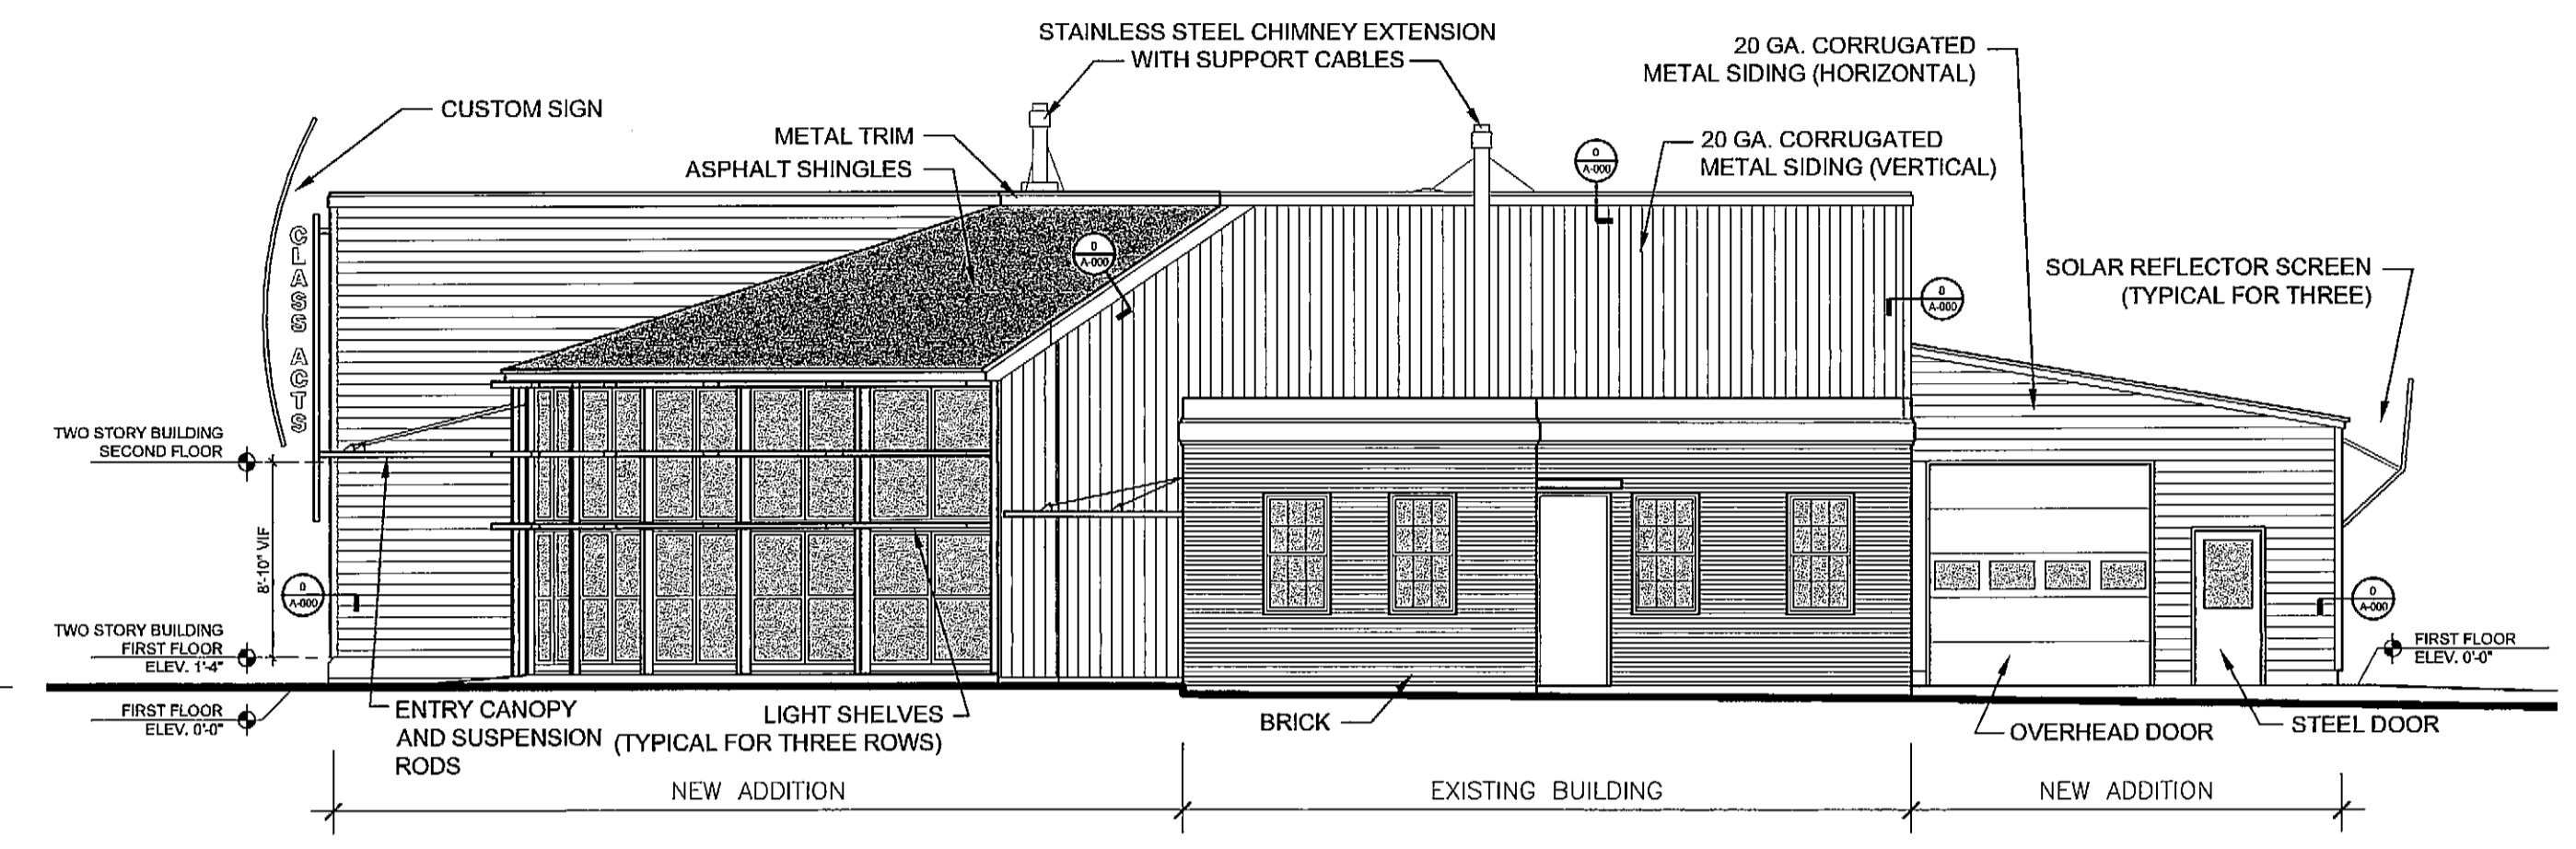 STAINLESS STEEL CHIMNEY EXTENSION
WITH SUPPORT CABLES
20 GA. CORRUGATED
METAL SIDING (HORIZONTAL)
CUSTOM SIGN
METAL TRIM
ASPHALT SHINGLES
20 GA. CORRUGATED
METAL SIDING (VERTICAL)
0
A-000
0
A-000
SOLAR REFLECTOR SCREEN
(TYPICAL FOR THREE)
0
A-000
CLASS ACTS
TWO STORY BUILDING
SECOND FLOOR
8'-10" VIF
0
A-000
0
A-000
TWO STORY BUILDING
FIRST FLOOR
ELEV. 1'-4"
FIRST FLOOR
ELEV. 0'-0"
FIRST FLOOR
ELEV. 0'-0"
ENTRY CANOPY
AND SUSPENSION
RODS
LIGHT SHELVES
(TYPICAL FOR THREE ROWS)
BRICK
OVERHEAD DOOR
STEEL DOOR
NEW ADDITION
EXISTING BUILDING
NEW ADDITION